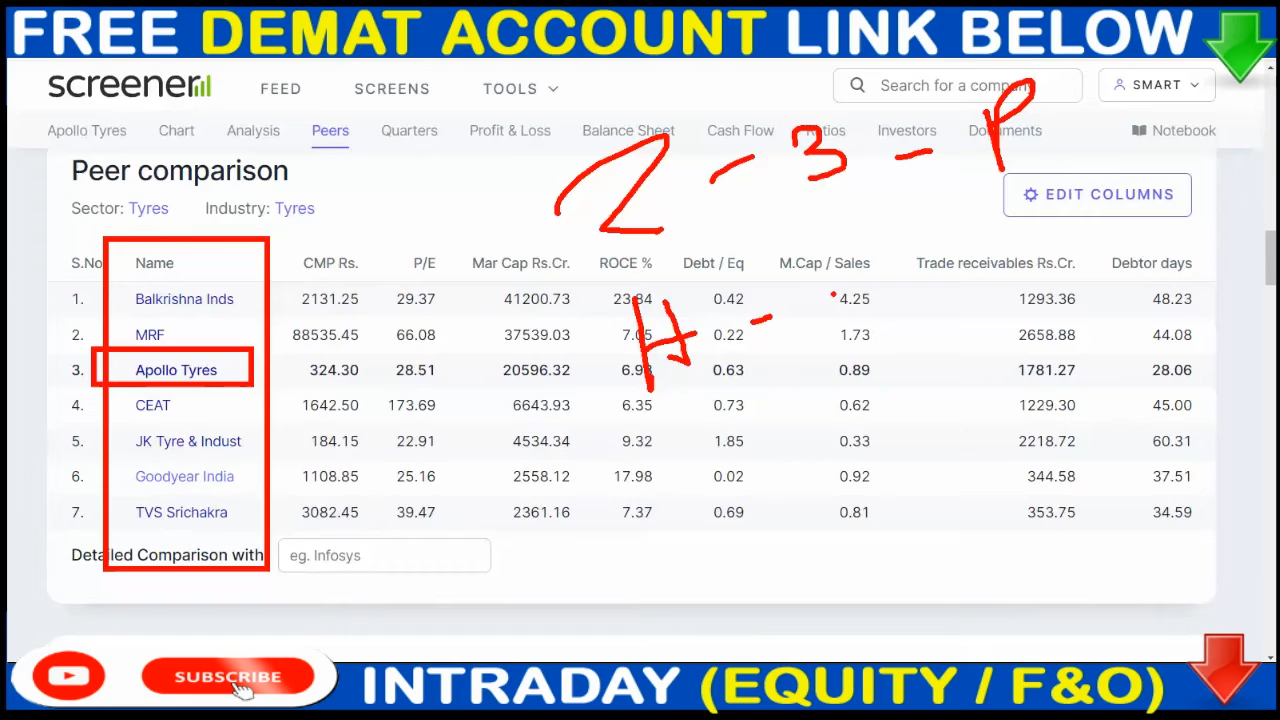 FREE DEMAT ACCOUNT LINK BELOW
screener FEED SCREENS TOOLS Search for a company SMART
Apollo Tyres Chart Analysis Peers Quarters Profit & Loss Balance Sheet Cash Flow Ratios Investors Documents Notebook
2 - 3 - P
Peer comparison
EDIT COLUMNS
Sector: Tyres Industry: Tyres
S.No Name CMP Rs. P/E Mar Cap Rs.Cr. ROCE % Debt / Eq M.Cap / Sales Trade receivables Rs.Cr. Debtor days
1. Balkrishna Inds 2131.25 29.37 41200.73 23.84 0.42 4.25 1293.36 48.23
H -
2. MRF 88535.45 66.08 37539.03 0.22 1.73 2658.88 44.08
3. Apollo Tyres 324.30 28.51 20596.32 0.63 0.89 1781.27 28.06
4. CEAT 1642.50 173.69 6643.93 6.35 0.73 0.62 1229.30 45.00
5. JK Tyre & Indust 184.15 22.91 4534.34 9.32 1.85 0.33 2218.72 60.31
6. Goodyear India 1108.85 25.16 2558.12 17.98 0.02 0.92 344.58 37.51
7. TVS Srichakra 3082.45 39.47 2361.16 7.37 0.69 0.81 353.75 34.59
Detailed Comparison with eg. Infosys
SUBSCRIBE INTRADAY (EQUITY / F&O)